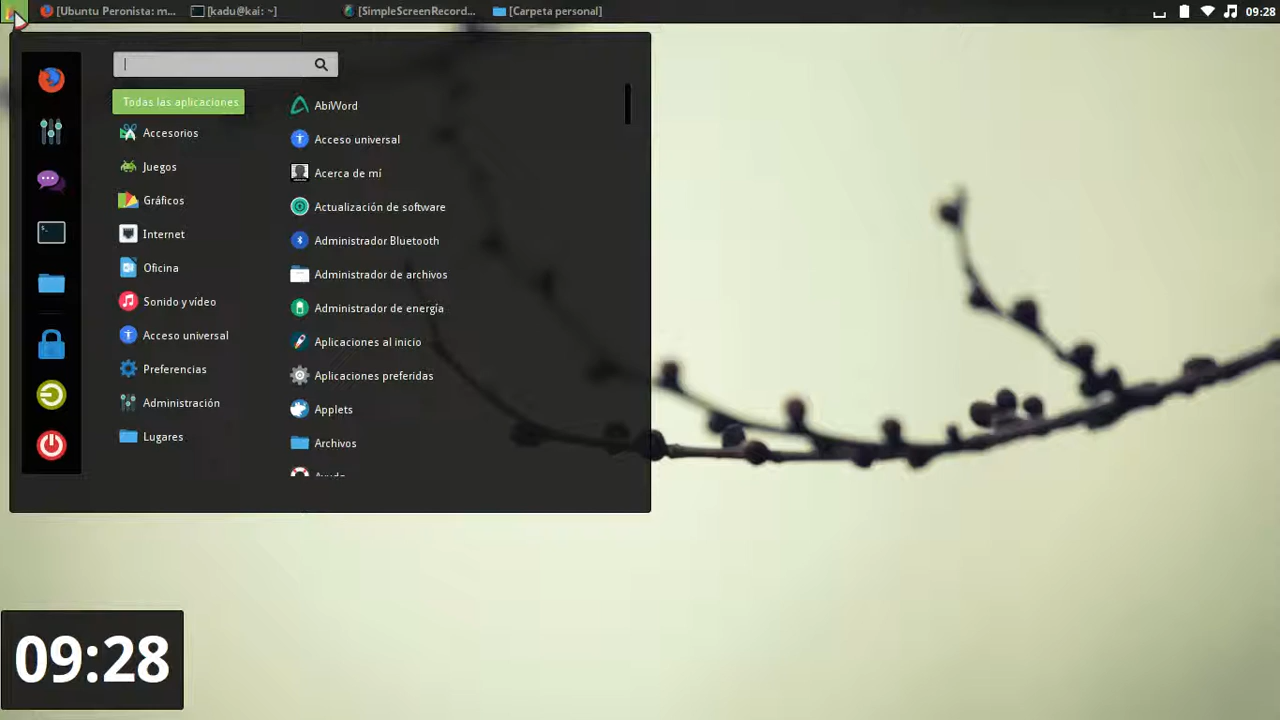 [Ubuntu Peronista: m...
[kadu@kai: ~]
[SimpleScreenRecord...
[Carpeta personal]
09:28
Todas las aplicaciones
Accesorios
Juegos
Gráficos
Internet
Oficina
Sonido y vídeo
Acceso universal
Preferencias
Administración
Lugares
AbiWord
Acceso universal
Acerca de mí
Actualización de software
Administrador Bluetooth
Administrador de archivos
Administrador de energía
Aplicaciones al inicio
Aplicaciones preferidas
Applets
Archivos
Ayuda
09:28